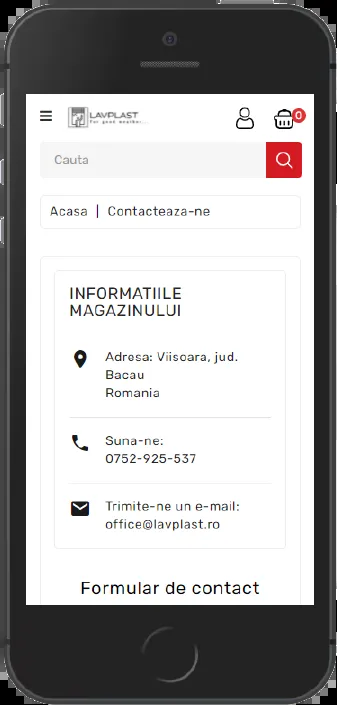 LAVPLAST
For good weather...
0
Cauta
Acasa | Contacteaza-ne
INFORMATIILE
MAGAZINULUI
Adresa: Viisoara, jud.
Bacau
Romania
Suna-ne:
0752-925-537
Trimite-ne un e-mail:
office@lavplast.ro
Formular de contact